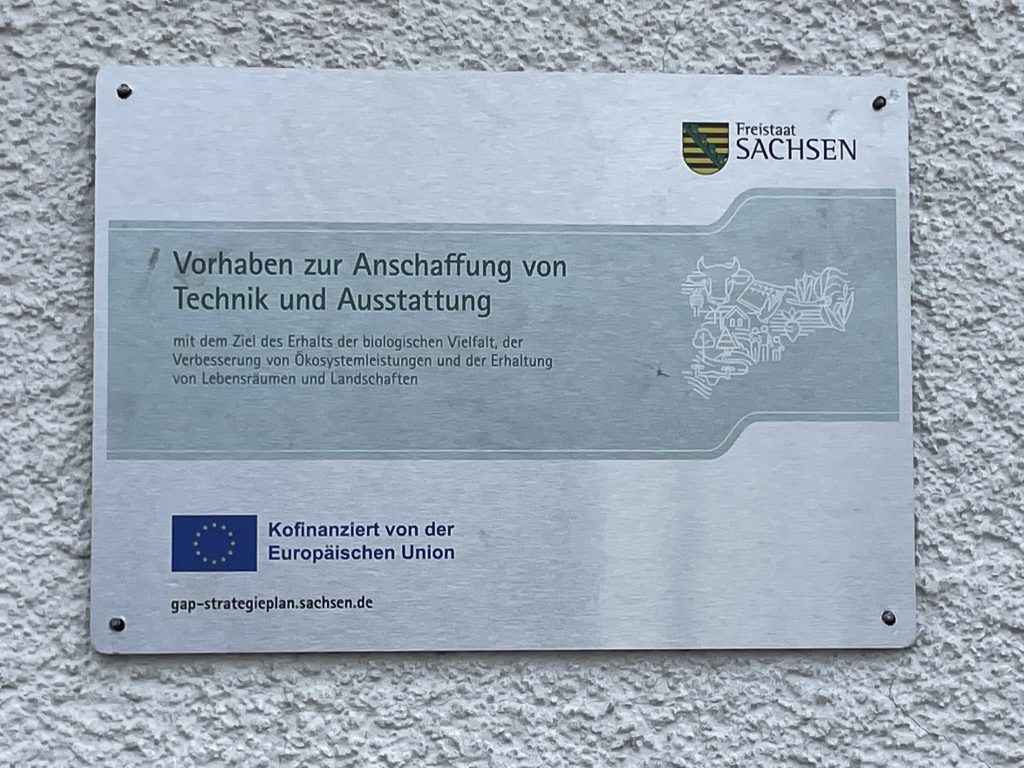 Freistaat
SACHSEN
Vorhaben zur Anschaffung von
Technik und Ausstattung
mit dem Ziel des Erhalts der biologischen Vielfalt, der
Verbesserung von Ökosystemleistungen und der Erhaltung
von Lebensräumen und Landschaften
Kofinanziert von der
Europäischen Union
gap-strategieplan.sachsen.de